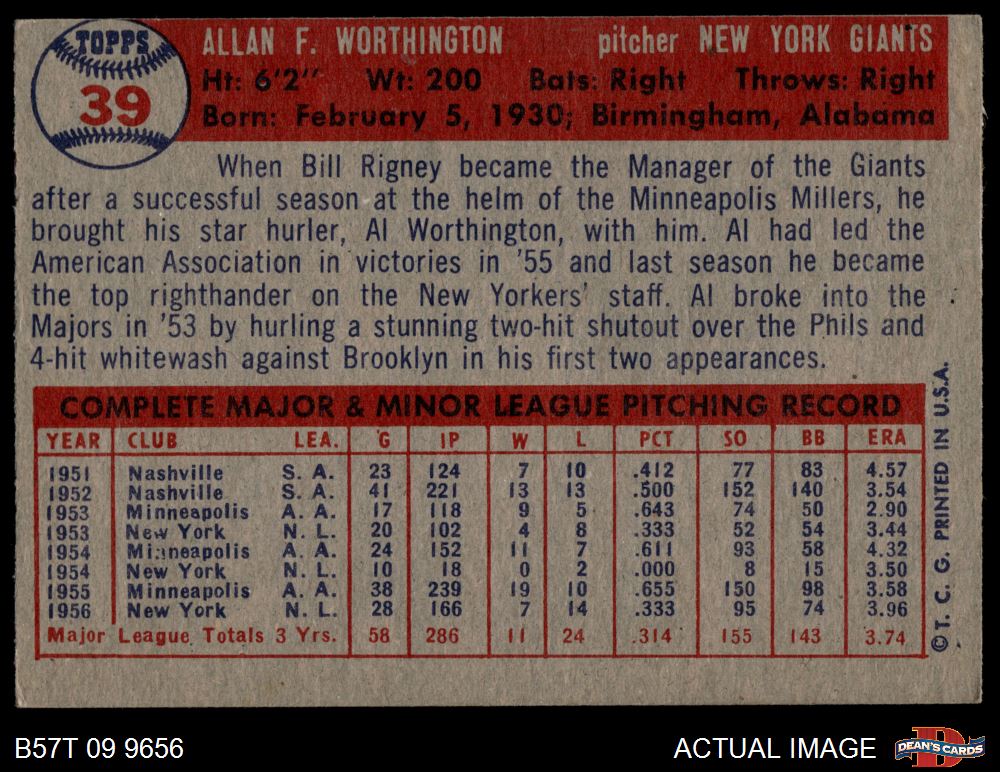 TOPPS
39
ALLAN F. WORTHINGTON pitcher NEW YORK GIANTS
Ht: 6'2" Wt: 200 Bats: Right Throws: Right
Born: February 5, 1930; Birmingham, Alabama
When Bill Rigney became the Manager of the Giants
after a successful season at the helm of the Minneapolis Millers, he
brought his star hurler, Al Worthington, with him. Al had led the
American Association in victories in '55 and last season he became
the top righthander on the New Yorkers' staff. Al broke into the
Majors in '53 by hurling a stunning two-hit shutout over the Phils and
4-hit whitewash against Brooklyn in his first two appearances.
COMPLETE MAJOR & MINOR LEAGUE PITCHING RECORD
YEAR CLUB LEA. G IP W L PCT SO BB ERA
1951 Nashville S. A. 23 124 7 10 .412 77 83 4.57
1952 Nashville S. A. 41 221 13 13 .500 152 140 3.54
1953 Minneapolis A. A. 17 118 9 5 .643 74 50 2.90
1953 New York N. L. 20 102 4 8 .333 52 54 3.44
1954 Minneapolis A. A. 24 152 11 7 .611 93 58 4.32
1954 New York N. L. 10 18 0 2 .000 8 15 3.50
1955 Minneapolis A. A. 38 239 19 10 .655 150 98 3.58
1956 New York N. L. 28 166 7 14 .333 95 74 3.96
Major League Totals 3 Yrs. 58 286 11 24 .314 155 143 3.74
© T. C. G. PRINTED IN U.S.A.
B57T 09 9656
ACTUAL IMAGE
DEAN'S CARDS